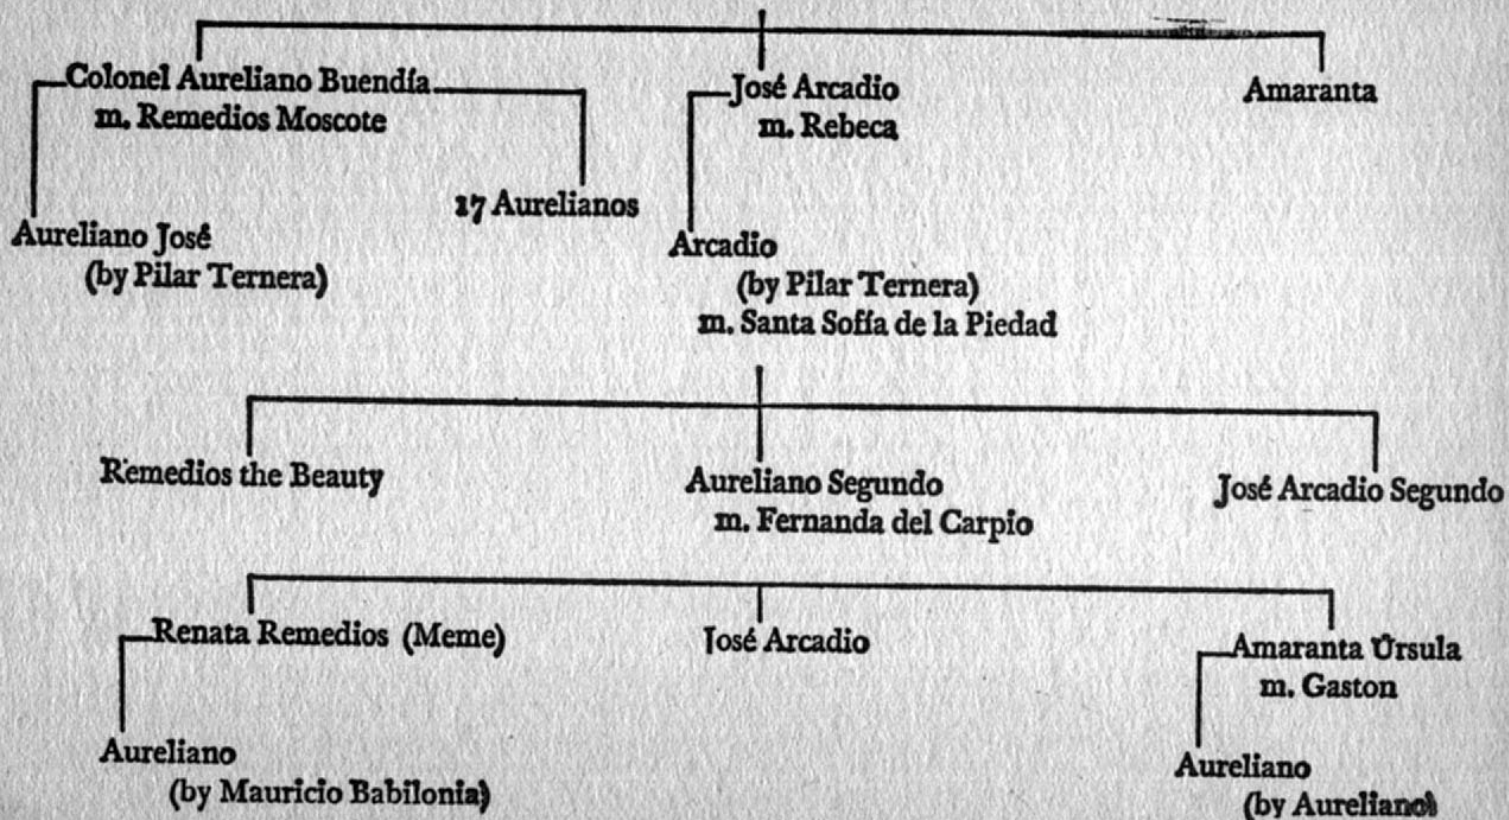 Colonel Aureliano Buendía
m. Remedios Moscote
José Arcadio
m. Rebeca
Amaranta
17 Aurelianos
Aureliano José
(by Pilar Ternera)
Arcadio
(by Pilar Ternera)
m. Santa Sofía de la Piedad
Remedios the Beauty
Aureliano Segundo
m. Fernanda del Carpio
José Arcadio Segundo
Renata Remedios (Meme)
José Arcadio
Amaranta Úrsula
m. Gaston
Aureliano
(by Mauricio Babilonia)
Aureliano
(by Aureliano)